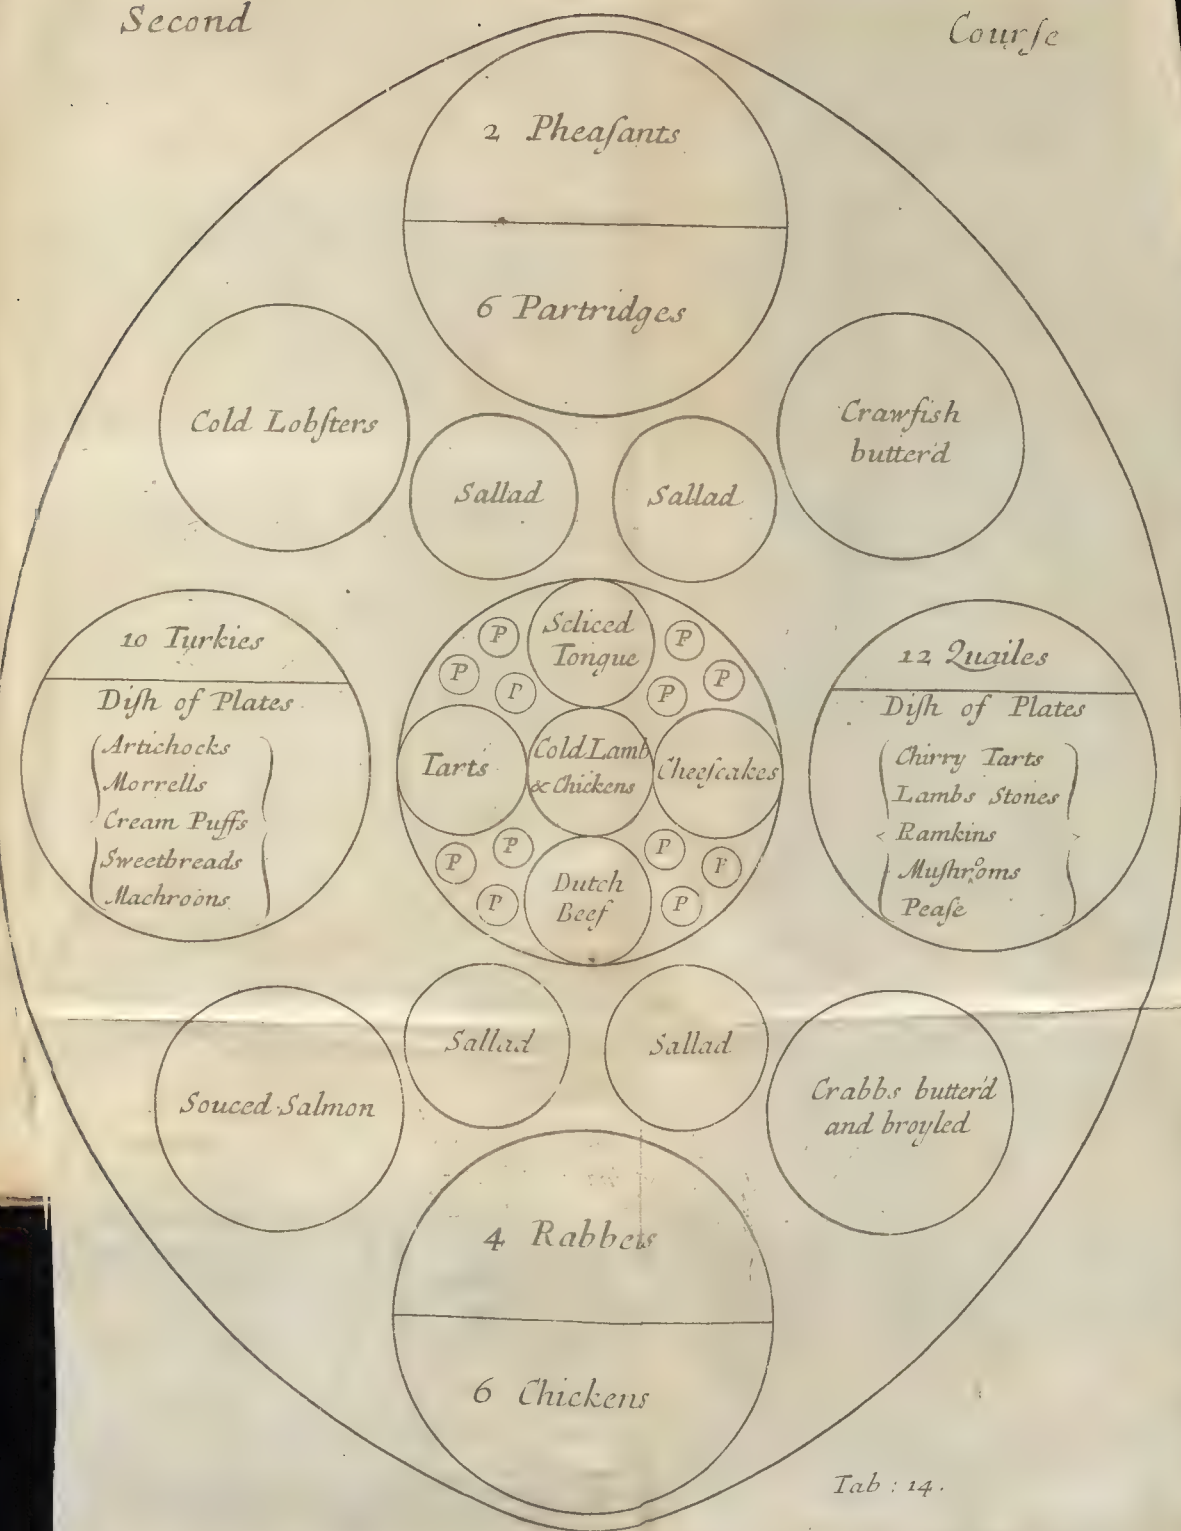 Second Courſe
2 Pheaſants
6 Partridges
Cold Lobſters
Crawfish
butter'd
Sallad
Sallad
10 Turkies
Diſh of Plates
Artichocks
Morrells
Cream Puffs
Sweetbreads
Machroons
P
P
P
Scliced
Tongue
P
P
P
Tarts
Cold Lamb
& Chickens
Cheeſcakes
P
P
P
Dutch
Beef
P
P
P
12 Quailes
Diſh of Plates
Chirry Tarts
Lambs Stones
Ramkins
Muſhrooms
Peaſe
Sallad
Sallad
Souced Salmon
Crabbs butter'd
and broyled
4 Rabbets
6 Chickens
Tab: 14.